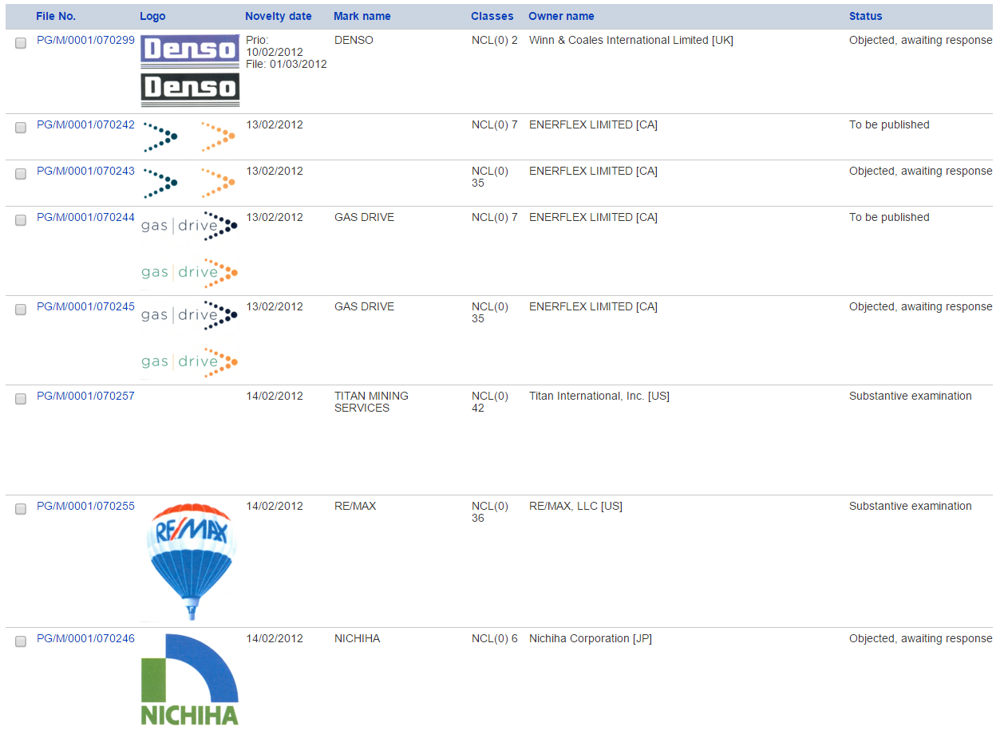 File No. Logo Novelty date Mark name Classes Owner name Status
PG/M/0001/070299 Denso Prio: DENSO NCL(0) 2 Winn & Coales International Limited [UK] Objected, awaiting response
10/02/2012
File: 01/03/2012
Denso
PG/M/0001/070242 13/02/2012 NCL(0) 7 ENERFLEX LIMITED [CA] To be published
PG/M/0001/070243 13/02/2012 NCL(0) ENERFLEX LIMITED [CA] Objected, awaiting response
35
PG/M/0001/070244 gas|drive 13/02/2012 GAS DRIVE NCL(0) 7 ENERFLEX LIMITED [CA] To be published
gas|drive
PG/M/0001/070245 gas|drive 13/02/2012 GAS DRIVE NCL(0) ENERFLEX LIMITED [CA] Objected, awaiting response
35
gas|drive
PG/M/0001/070257 14/02/2012 TITAN MINING NCL(0) Titan International, Inc. [US] Substantive examination
SERVICES 42
PG/M/0001/070255 14/02/2012 RE/MAX NCL(0) RE/MAX, LLC [US] Substantive examination
36
RE/MAX
PG/M/0001/070246 14/02/2012 NICHIHA NCL(0) 6 Nichiha Corporation [JP] Objected, awaiting response
NICHIHA